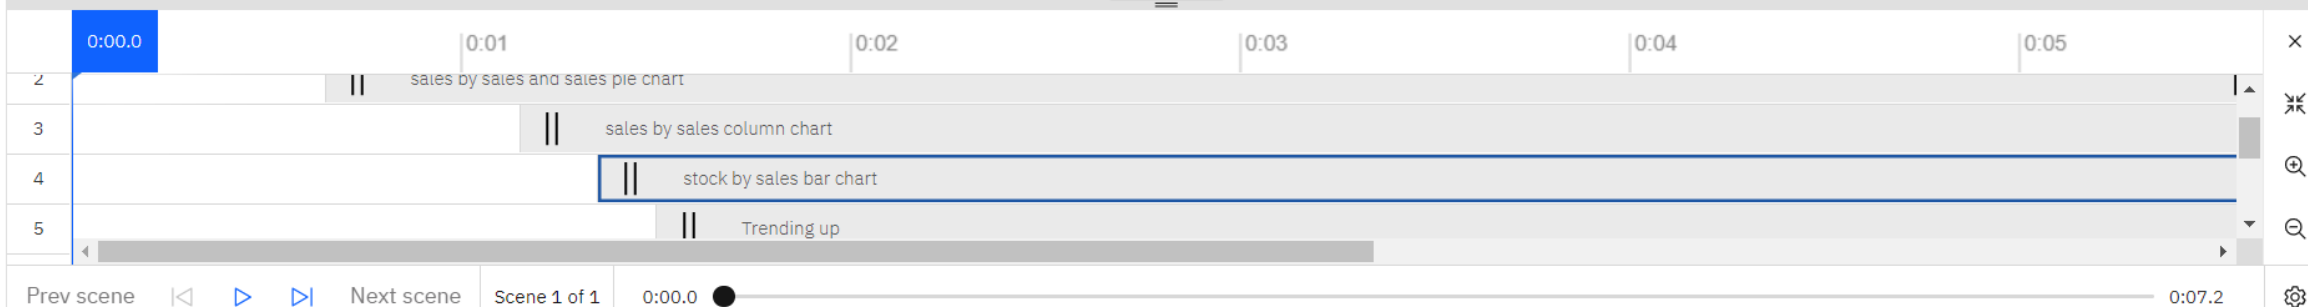 0:00.0 0:01 0:02 0:03 0:04 0:05
2 sales by sales and sales pie chart
3 sales by sales column chart
4 stock by sales bar chart
5 Trending up
Prev scene Next scene Scene 1 of 1 0:00.0 0:07.2